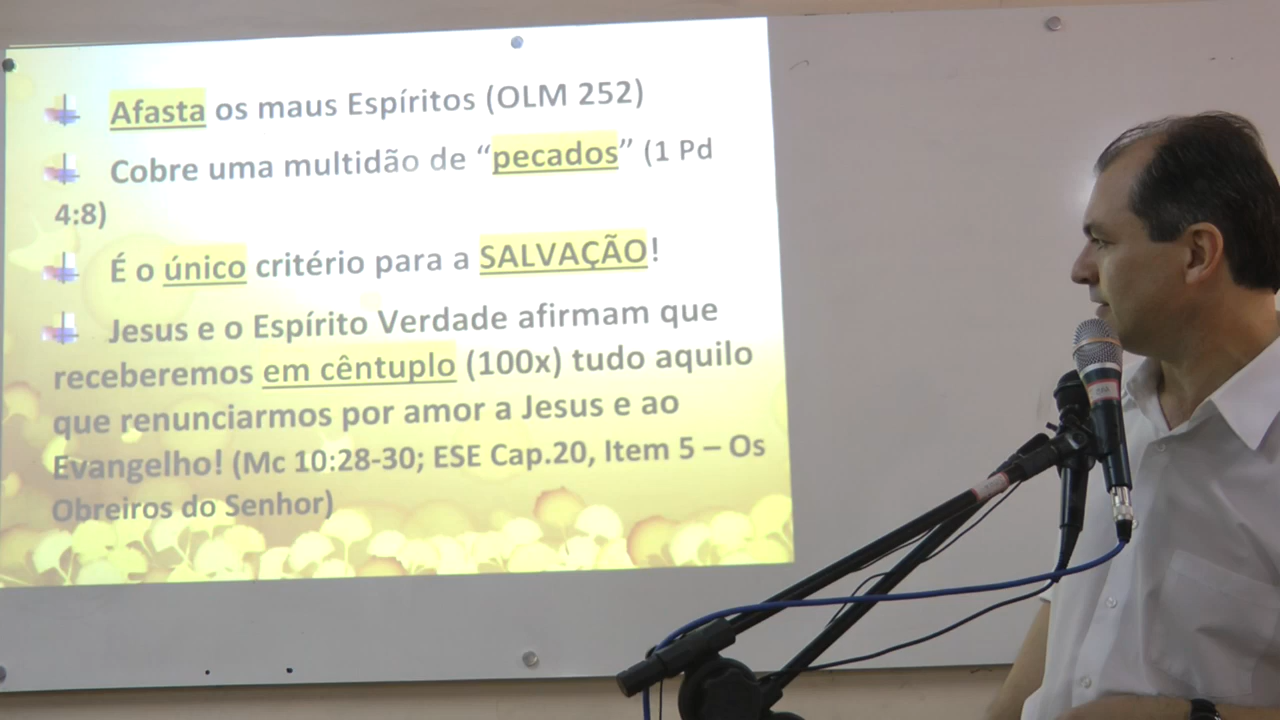 Afasta os maus Espíritos (OLM 252)
Cobre uma multidão de “pecados” (1 Pd
4:8)
É o único critério para a SALVAÇÃO!
Jesus e o Espírito Verdade afirmam que
receberemos em cêntuplo (100x) tudo aquilo
que renunciarmos por amor a Jesus e ao
Evangelho! (Mc 10:28-30; ESE Cap.20, Item 5 – Os
Obreiros do Senhor)